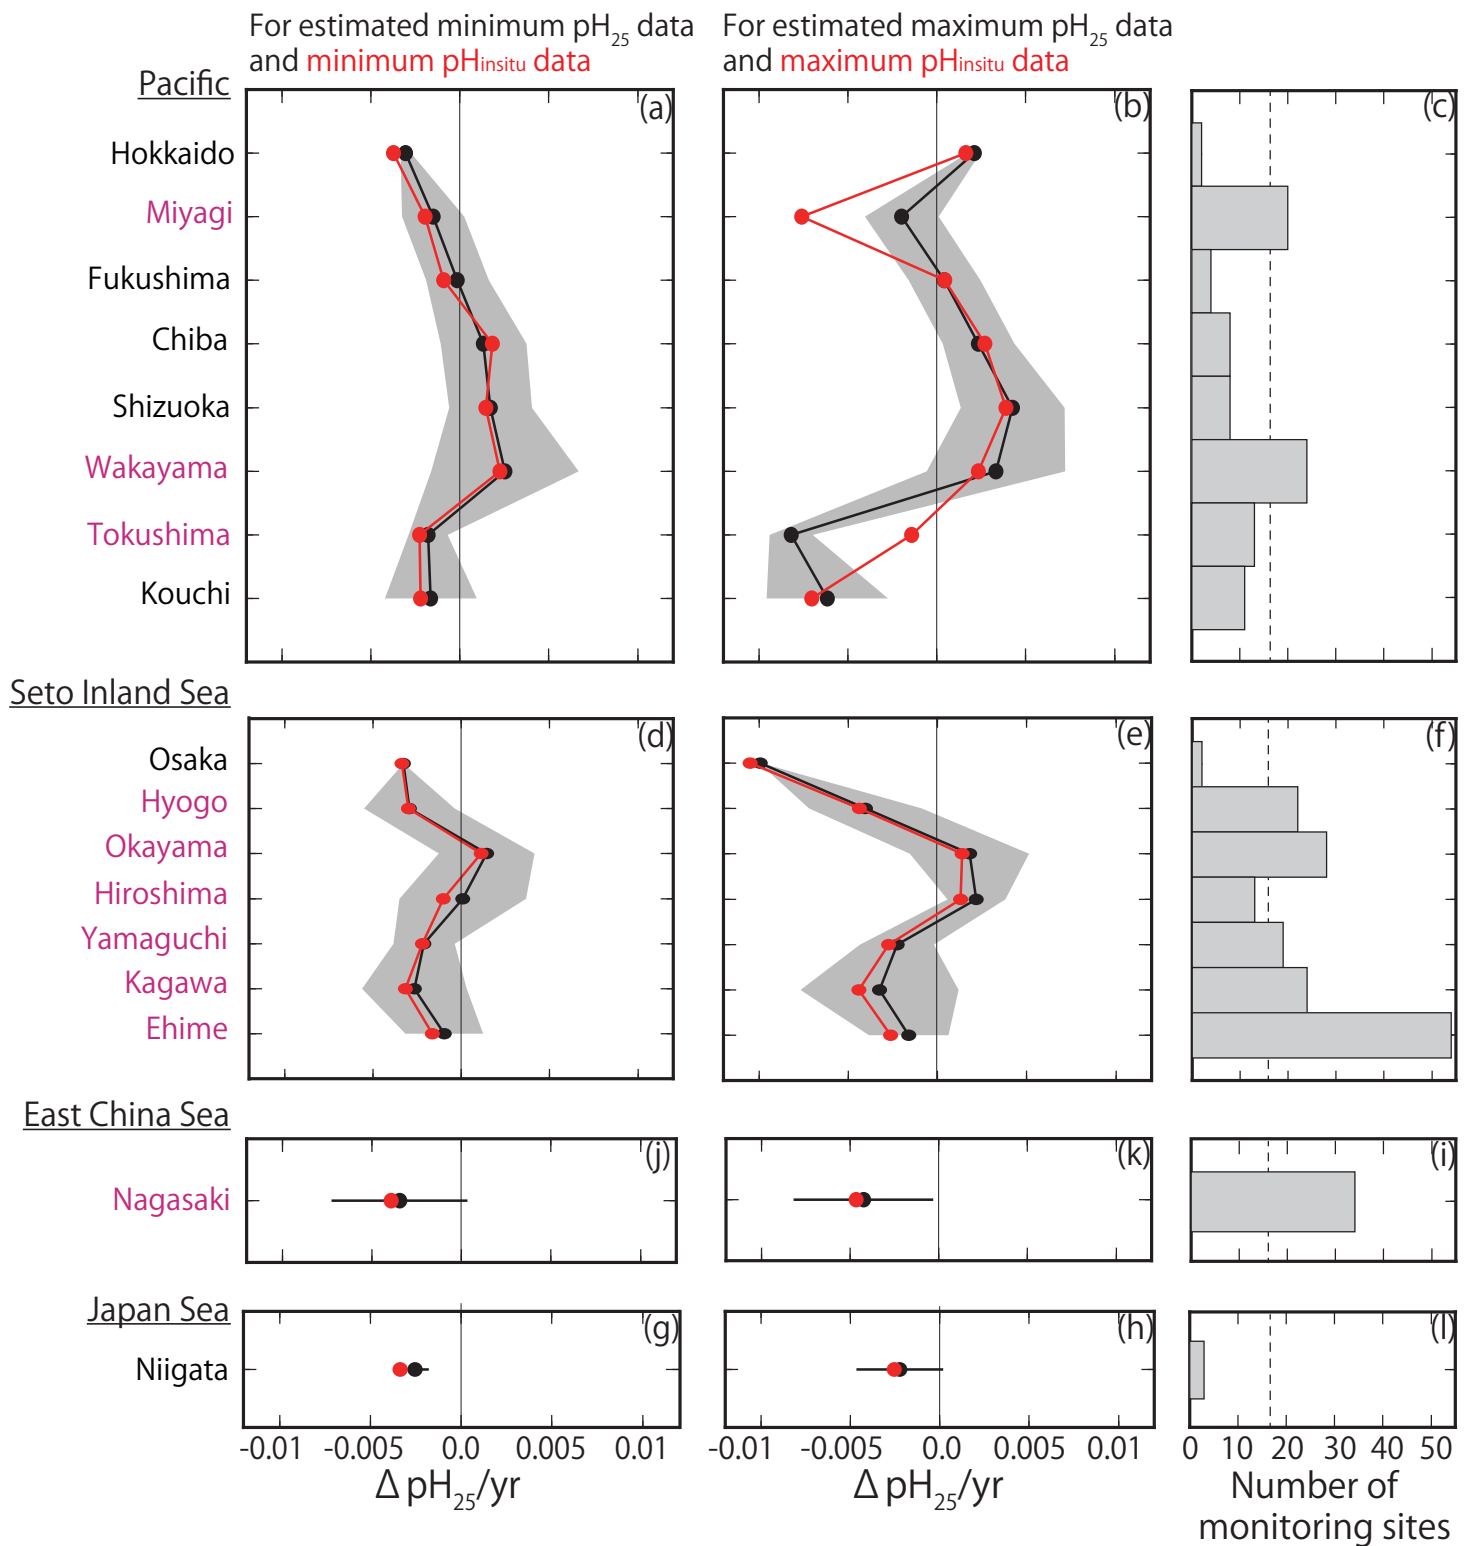 For estimated minimum pH25 data
and minimum pHinsitu data
For estimated maximum pH25 data
and maximum pHinsitu data
Pacific
(a)
(b)
(c)
Hokkaido
Miyagi
Fukushima
Chiba
Shizuoka
Wakayama
Tokushima
Kouchi
Seto Inland Sea
(d)
(e)
(f)
Osaka
Hyogo
Okayama
Hiroshima
Yamaguchi
Kagawa
Ehime
East China Sea
(j)
(k)
(i)
Nagasaki
Japan Sea
(g)
(h)
(l)
Niigata
-0.01 -0.005 0.0 0.005 0.01
-0.01 -0.005 0.0 0.005 0.01
0 10 20 30 40 50
Δ pH25/yr
Δ pH25/yr
Number of
monitoring sites